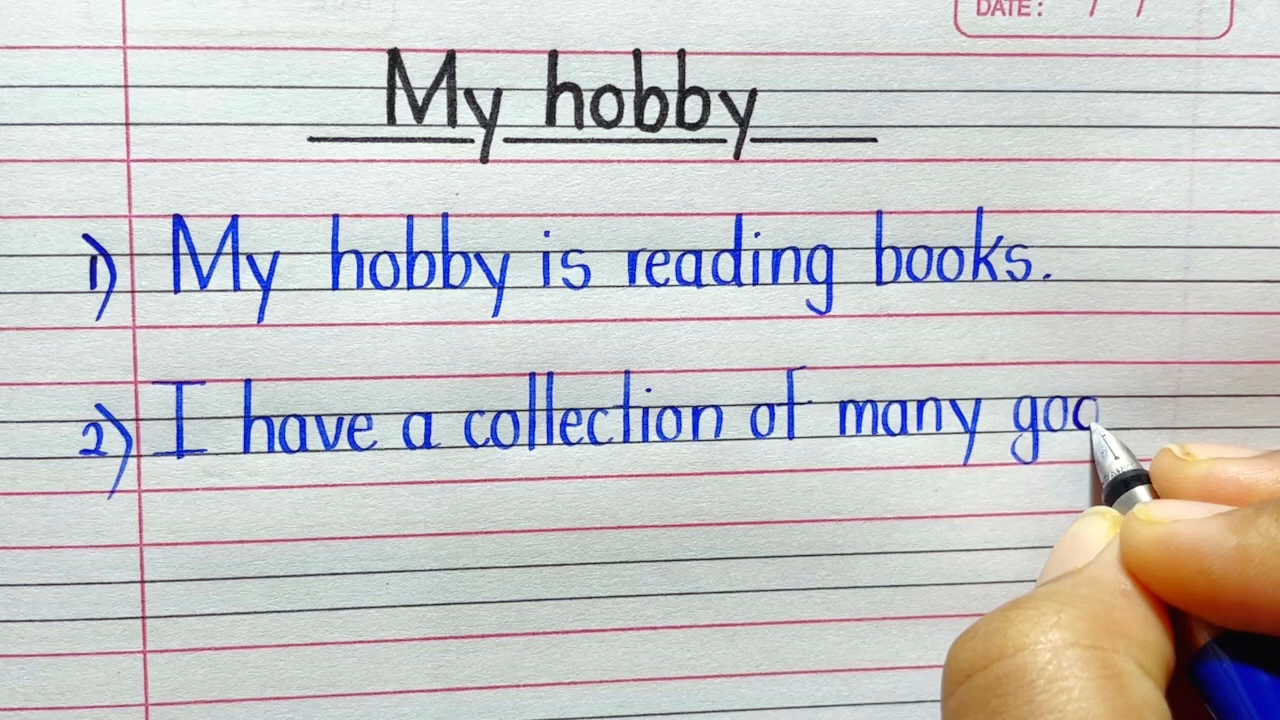 DATE: / /
My hobby
1) My hobby is reading books.
2) I have a collection of many goo